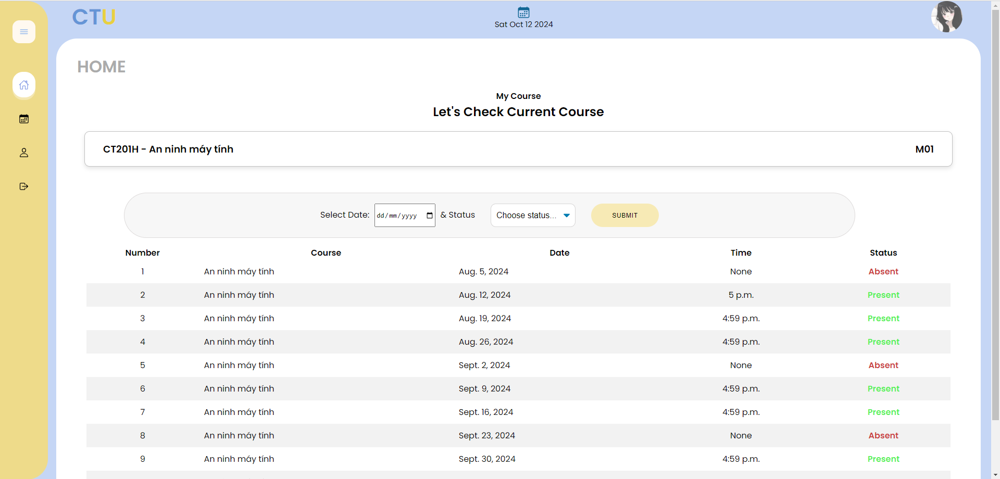 CTU
Sat Oct 12 2024
HOME
My Course
Let's Check Current Course
CT201H - An ninh máy tính M01
Select Date: dd/mm/yyyy & Status Choose status... SUBMIT
Number Course Date Time Status
1 An ninh máy tính Aug. 5, 2024 None Absent
2 An ninh máy tính Aug. 12, 2024 5 p.m. Present
3 An ninh máy tính Aug. 19, 2024 4:59 p.m. Present
4 An ninh máy tính Aug. 26, 2024 4:59 p.m. Present
5 An ninh máy tính Sept. 2, 2024 None Absent
6 An ninh máy tính Sept. 9, 2024 4:59 p.m. Present
7 An ninh máy tính Sept. 16, 2024 4:59 p.m. Present
8 An ninh máy tính Sept. 23, 2024 None Absent
9 An ninh máy tính Sept. 30, 2024 4:59 p.m. Present